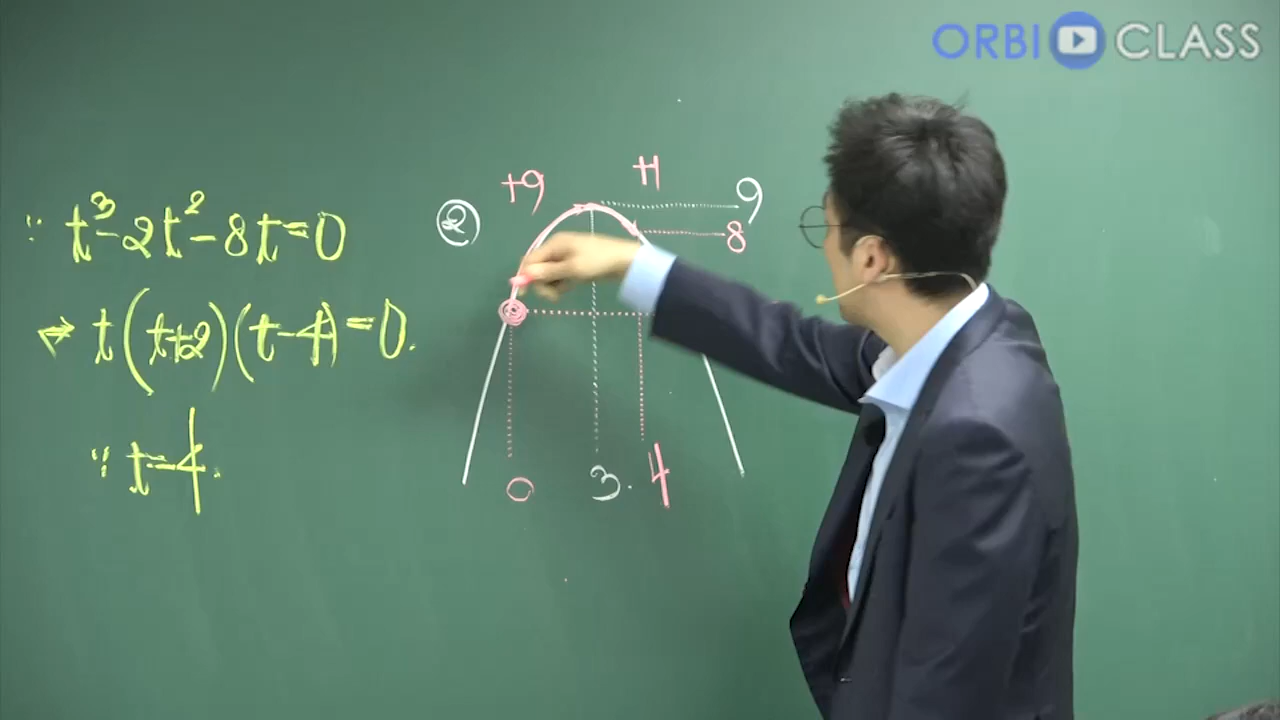 ORBI CLASS
∵ t³-2t²-8t=0
⇔ t(t+2)(t-4)=0.
∵ t=4.
②
+9
+1
9
8
0
3.
4